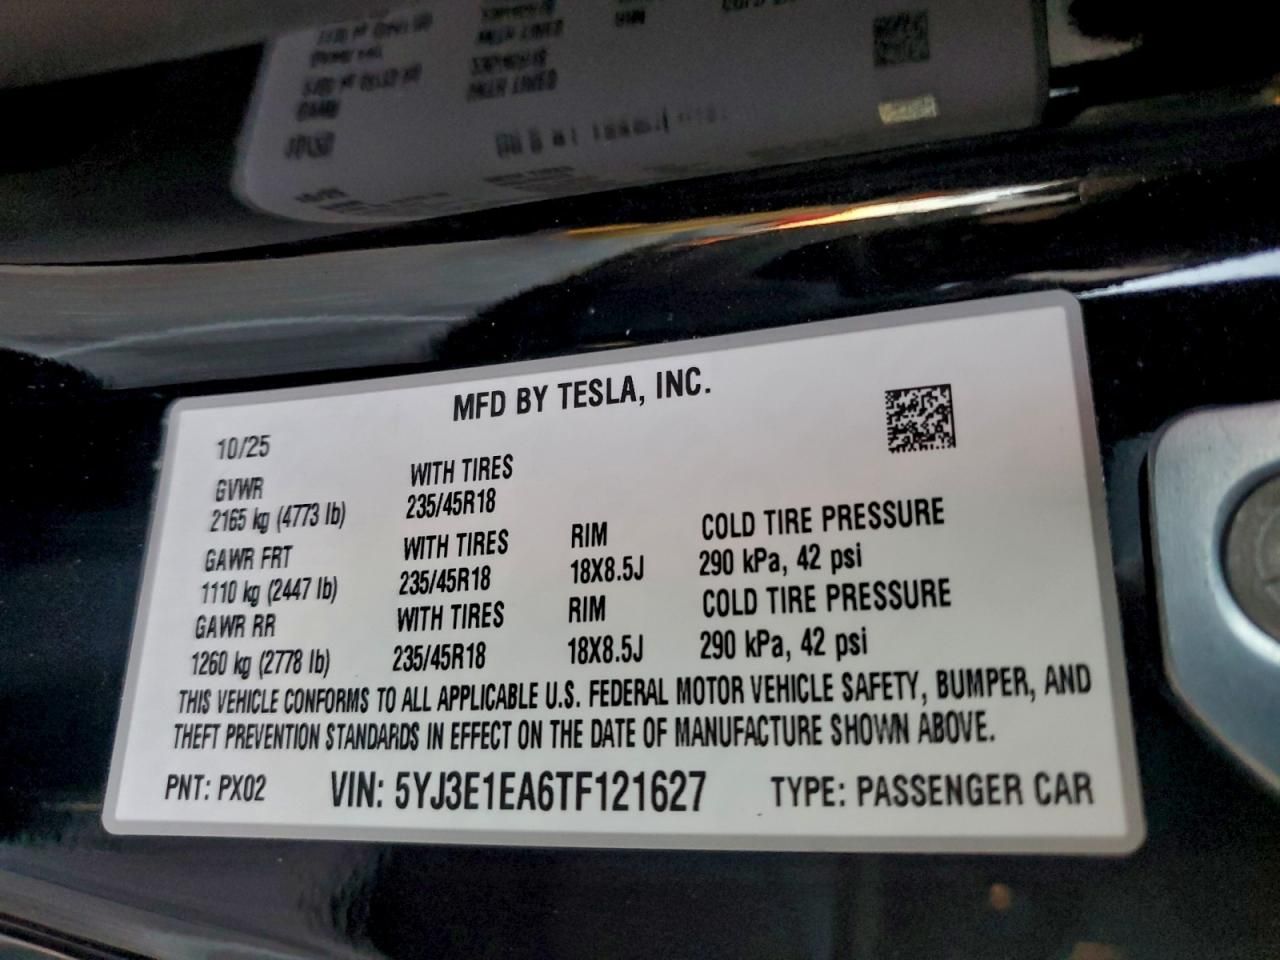 MFD BY TESLA, INC.
10/25
GVWR WITH TIRES
2165 kg (4773 lb) 235/45R18
GAWR FRT WITH TIRES RIM COLD TIRE PRESSURE
1110 kg (2447 lb) 235/45R18 18X8.5J 290 kPa, 42 psi
GAWR RR WITH TIRES RIM COLD TIRE PRESSURE
1260 kg (2778 lb) 235/45R18 18X8.5J 290 kPa, 42 psi
THIS VEHICLE CONFORMS TO ALL APPLICABLE U.S. FEDERAL MOTOR VEHICLE SAFETY, BUMPER, AND
THEFT PREVENTION STANDARDS IN EFFECT ON THE DATE OF MANUFACTURE SHOWN ABOVE.
PNT: PX02 VIN: 5YJ3E1EA6TF121627 TYPE: PASSENGER CAR